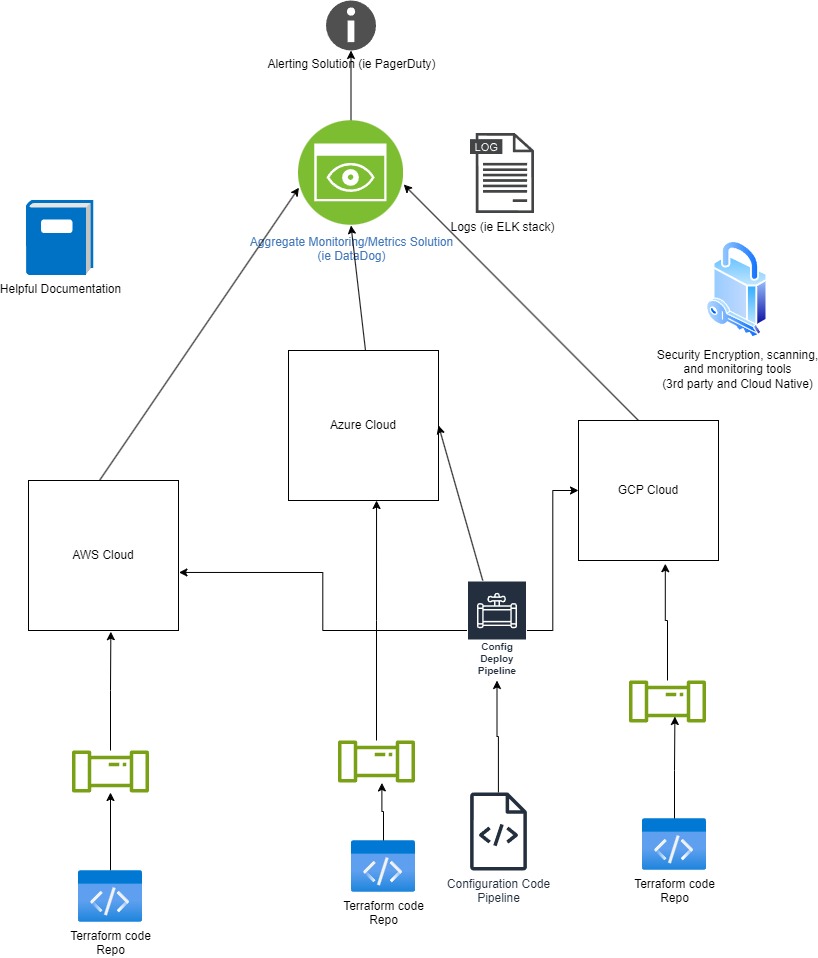 Alerting Solution (ie PagerDuty)
LOG
Logs (ie ELK stack)
Aggregate Monitoring/Metrics Solution
(ie DataDog)
Helpful Documentation
Security Encryption, scanning,
and monitoring tools
(3rd party and Cloud Native)
Azure Cloud
GCP Cloud
AWS Cloud
Config
Deploy
Pipeline
Configuration Code
Pipeline
Terraform code
Repo
Terraform code
Repo
Terraform code
Repo